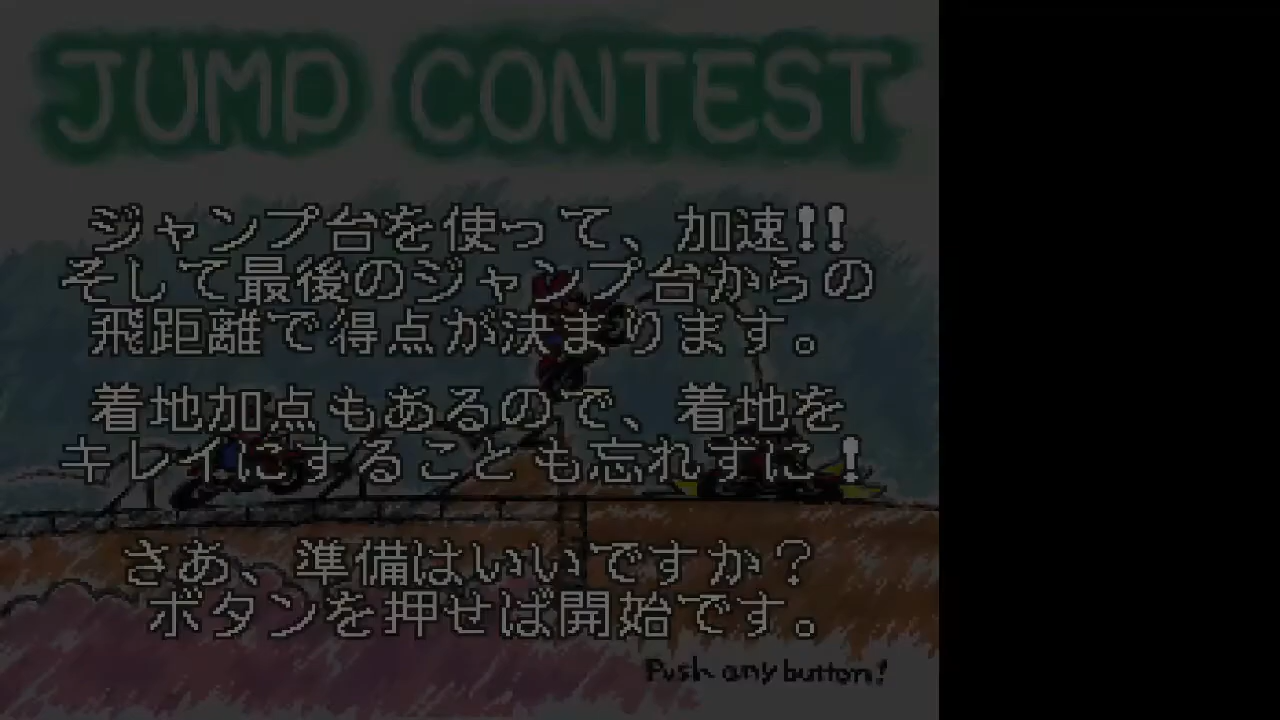 JUMP CONTEST
ジャンプ台を使って、加速!!
そして最後のジャンプ台からの
飛距離で得点が決まります。
着地加点もあるので、着地を
キレイにすることも忘れずに!
さあ、準備はいいですか?
ボタンを押せば開始です。
Push any button!